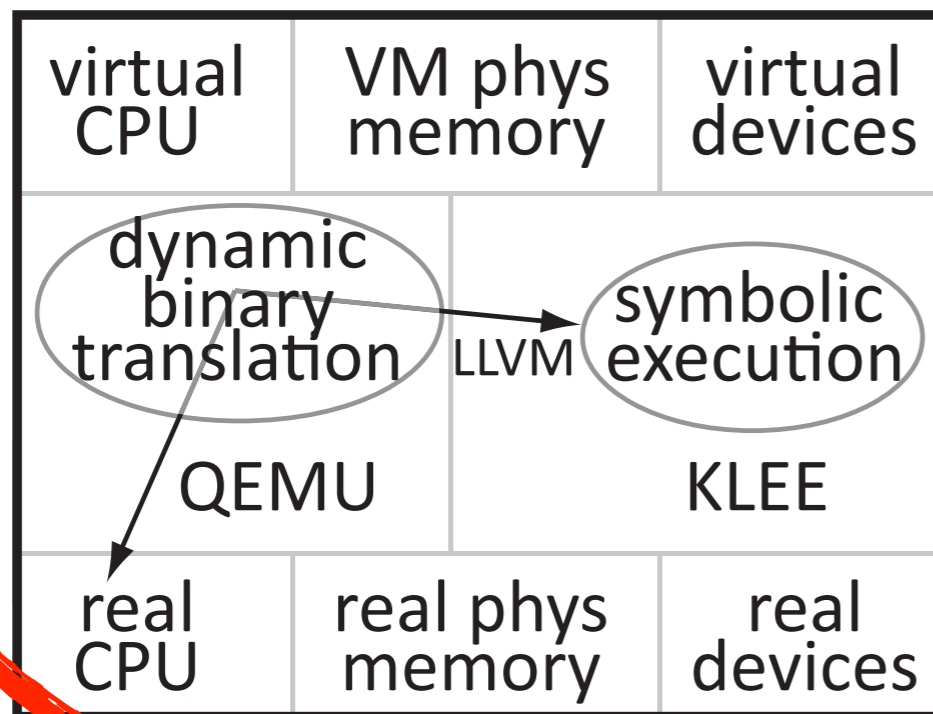 virtual
CPU
VM phys
memory
virtual
devices
dynamic
binary
translation
LLVM
symbolic
execution
QEMU
KLEE
real
CPU
real phys
memory
real
devices